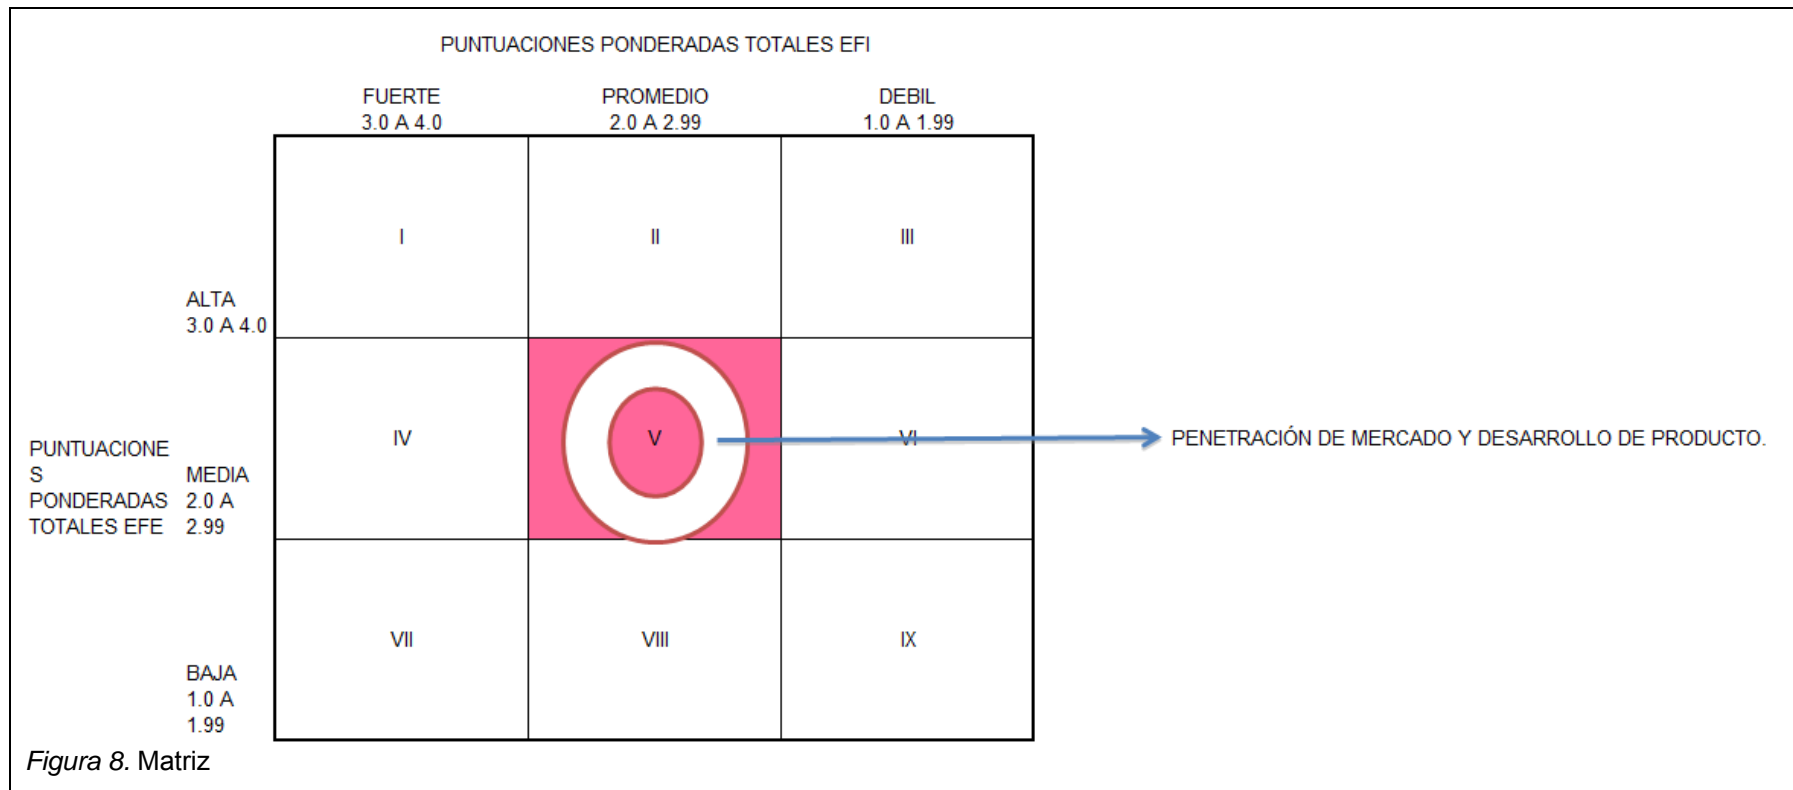 PUNTUACIONES PONDERADAS TOTALES EFI
FUERTE
3.0 A 4.0
PROMEDIO
2.0 A 2.99
DEBIL
1.0 A 1.99
I
II
III
ALTA
3.0 A 4.0
IV
V
VI
PENETRACIÓN DE MERCADO Y DESARROLLO DE PRODUCTO.
PUNTUACIONE
S
PONDERADAS
TOTALES EFE
MEDIA
2.0 A
2.99
VII
VIII
IX
BAJA
1.0 A
1.99
Figura 8. Matriz